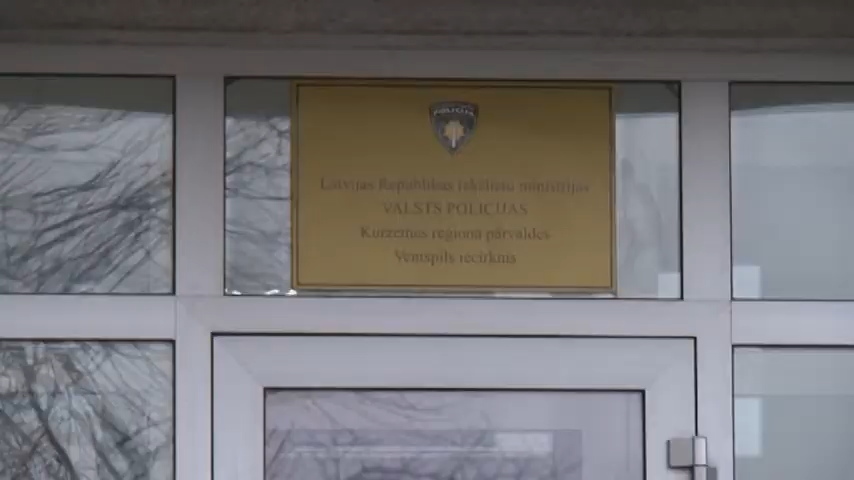 POLICIJA
Latvijas Republikas Iekšlietu ministrijas
VALSTS POLICIJAS
Kurzemes reģiona pārvaldes
Ventspils iecirknis